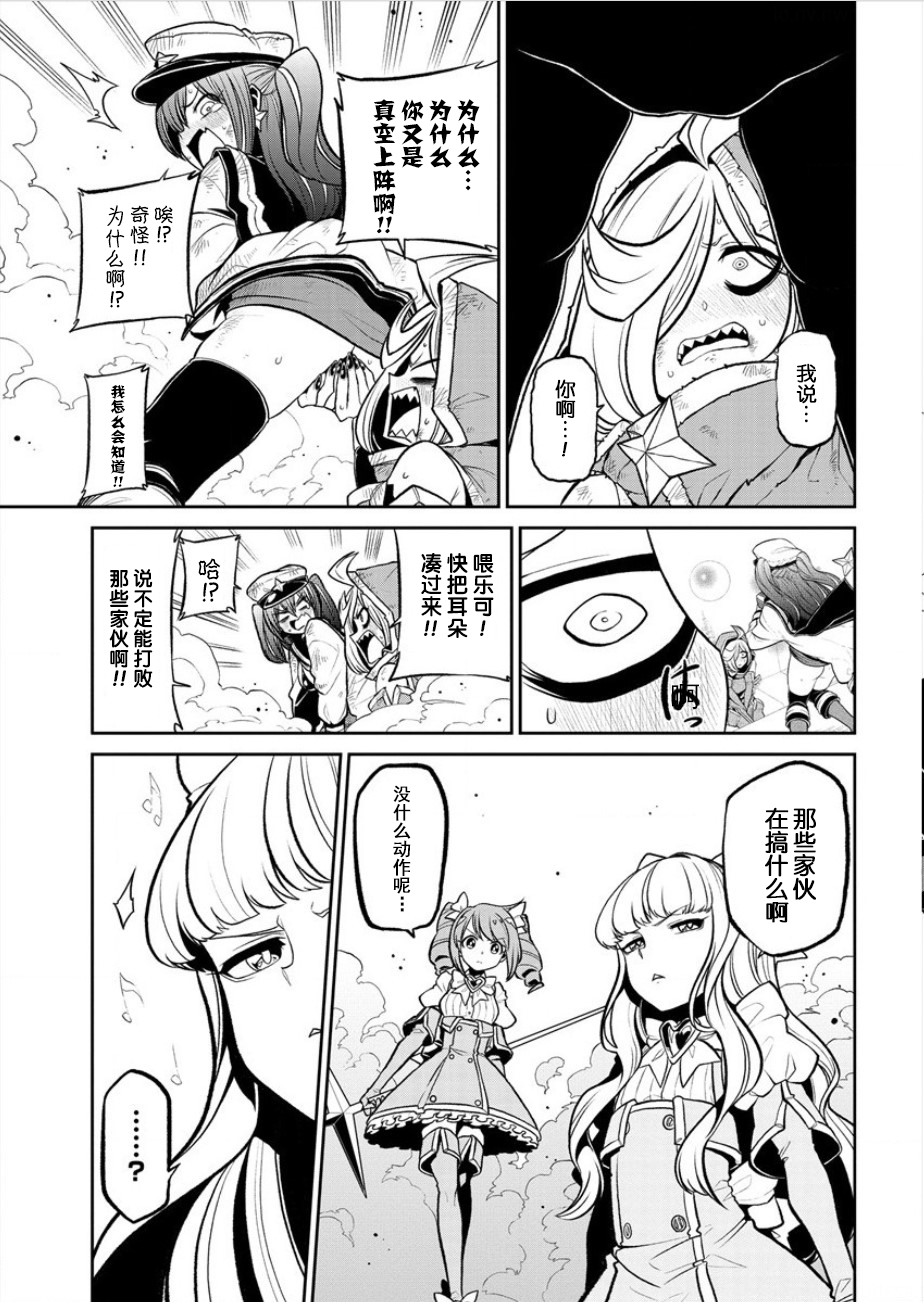 我说…
你啊…!
为什么…
为什么
你又是
真空上阵啊!!
唉!?
奇怪!!
为什么啊!?
我怎么会知道!!
啊
はっ
喂乐可!
快把耳朵
凑过来!!
哈!?
说不定能打败
那些家伙啊!!
那些家伙
在搞什么啊
没什么动作呢…
………?